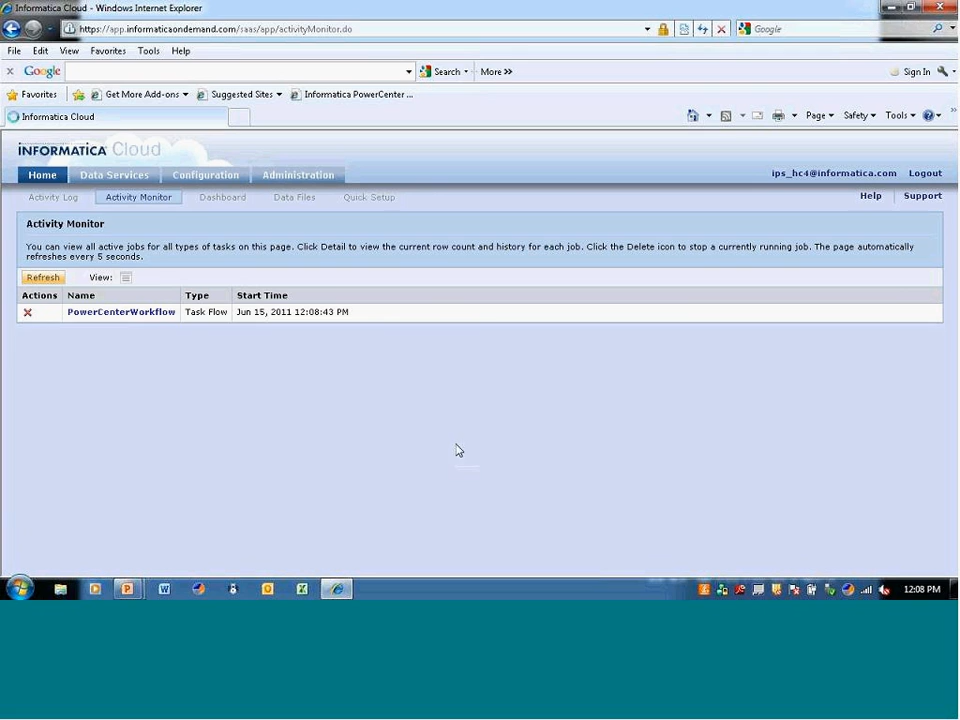 Informatica Cloud - Windows Internet Explorer
https://app.informaticaondemand.com/saas/app/activityMonitor.do
Google
File Edit View Favorites Tools Help
Google Search More >> Sign In
Favorites Get More Add-ons Suggested Sites Informatica PowerCenter ...
Informatica Cloud Page Safety Tools
INFORMATICA Cloud
Home Data Services Configuration Administration ips_hc4@informatica.com Logout
Activity Log Activity Monitor Dashboard Data Files Quick Setup Help Support
Activity Monitor
You can view all active jobs for all types of tasks on this page. Click Detail to view the current row count and history for each job. Click the Delete icon to stop a currently running job. The page automatically
refreshes every 5 seconds.
Refresh View:
Actions Name Type Start Time
PowerCenterWorkflow Task Flow Jun 15, 2011 12:08:43 PM
12:08 PM